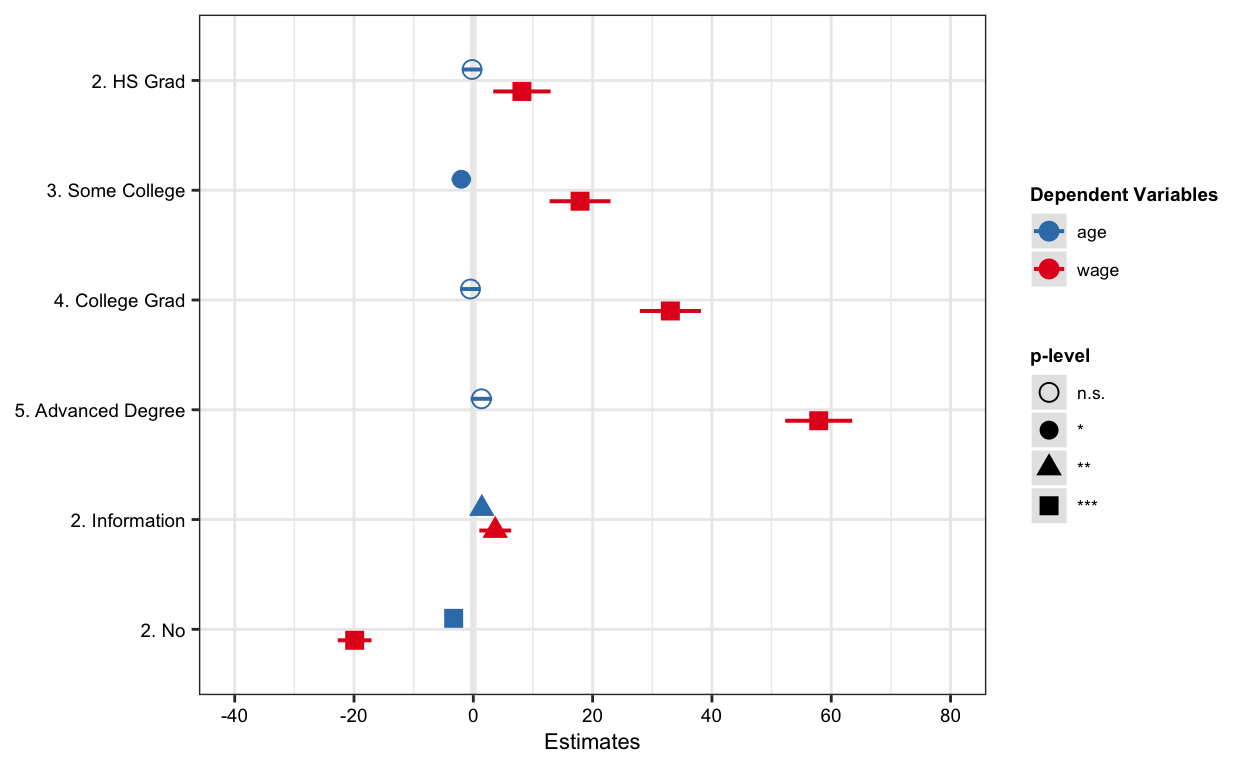 2. HS Grad
3. Some College
4. College Grad
5. Advanced Degree
2. Information
2. No
-40 -20 0 20 40 60 80
Estimates
Dependent Variables
age
wage
p-level
n.s.
*
**
***